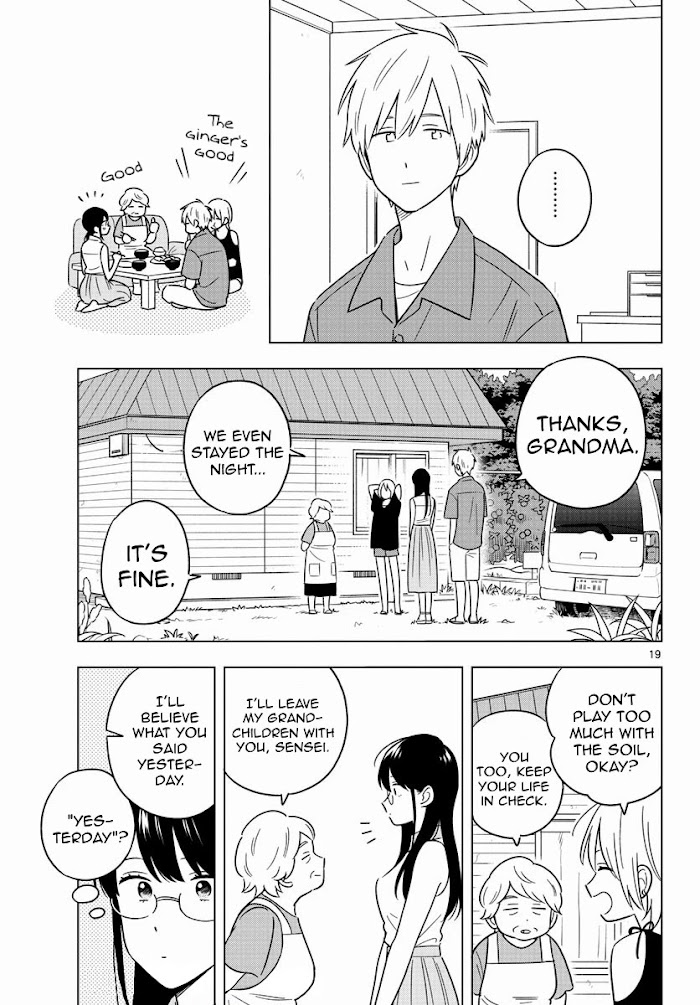 .........
The
Ginger's
Good
Good
THANKS,
GRANDMA.
WE EVEN
STAYED THE
NIGHT...
IT'S
FINE.
19
DON'T
PLAY TOO
MUCH WITH
THE SOIL,
OKAY?
YOU
TOO, KEEP
YOUR LIFE
IN CHECK.
I'LL LEAVE
MY GRAND-
CHILDREN WITH
YOU, SENSEI.
I'LL
BELIEVE
WHAT YOU
SAID
YESTER-
DAY.
"YES-
TERDAY"?